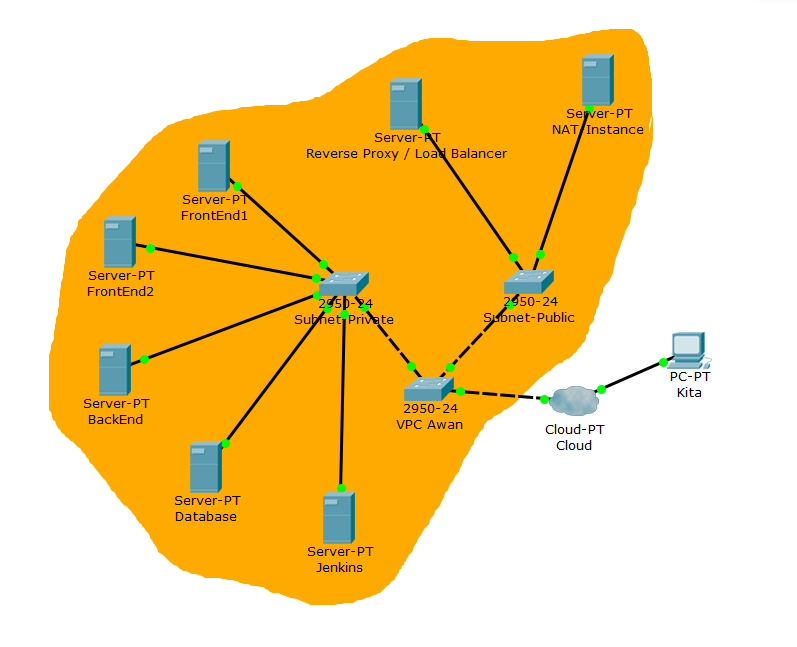 Server-PT
NAT-Instance
Server-PT
Reverse Proxy / Load Balancer
Server-PT
FrontEnd1
Server-PT
FrontEnd2
2950-24
Subnet-Private
2950-24
Subnet-Public
PC-PT
Kita
Server-PT
BackEnd
2950-24
VPC Awan
Cloud-PT
Cloud
Server-PT
Database
Server-PT
Jenkins